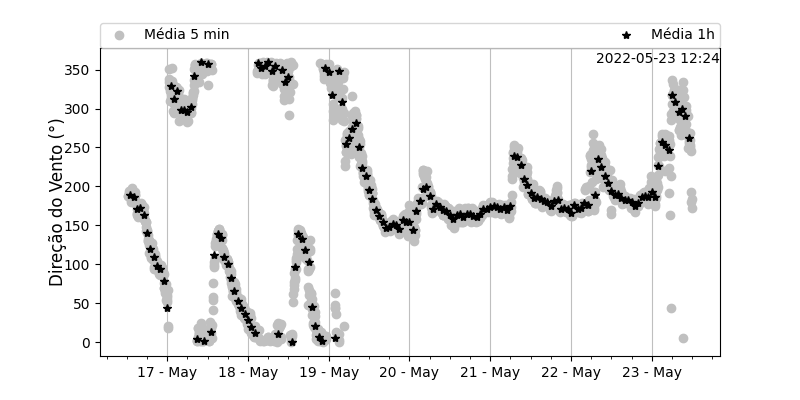 Média 5 min
Média 1h
2022-05-23 12:24
Direção do Vento (°)
350
300
250
200
150
100
50
0
17 - May
18 - May
19 - May
20 - May
21 - May
22 - May
23 - May